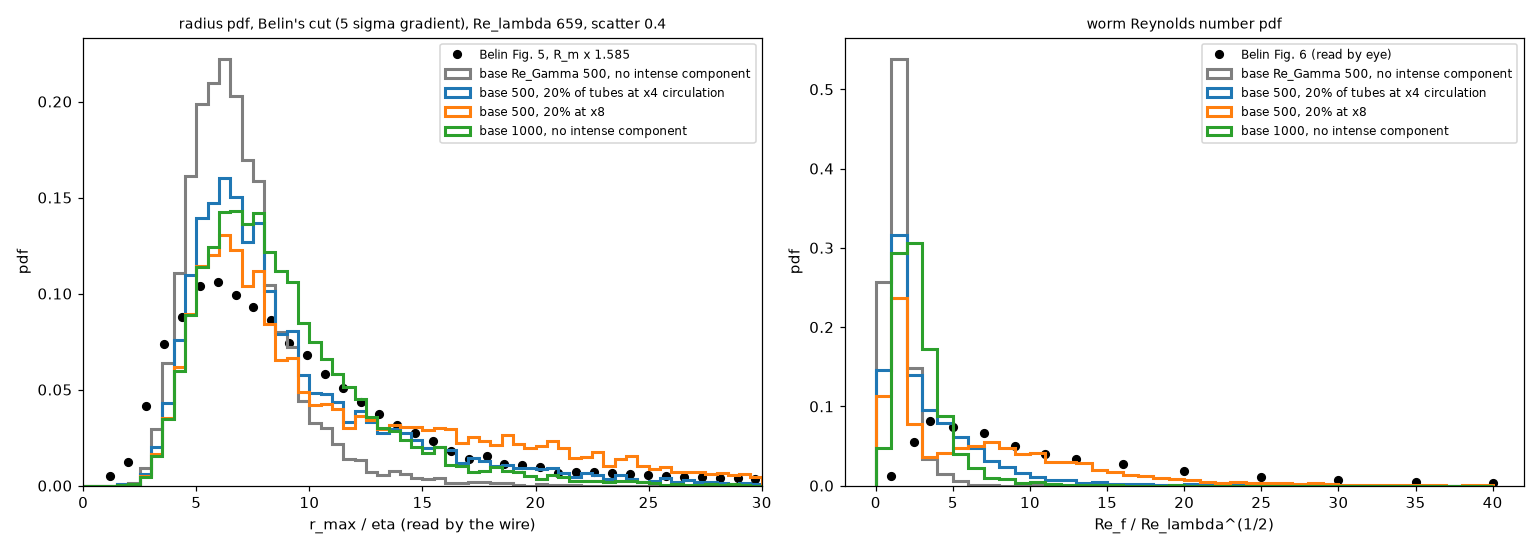 radius pdf, Belin's cut (5 sigma gradient), Re_lambda 659, scatter 0.4
Belin Fig. 5, R_m x 1.585
base Re_Gamma 500, no intense component
base 500, 20% of tubes at x4 circulation
base 500, 20% at x8
base 1000, no intense component
pdf
0.20
0.15
0.10
0.05
0.00
0 5 10 15 20 25 30
r_max / eta (read by the wire)
worm Reynolds number pdf
Belin Fig. 6 (read by eye)
base Re_Gamma 500, no intense component
base 500, 20% of tubes at x4 circulation
base 500, 20% at x8
base 1000, no intense component
pdf
0.5
0.4
0.3
0.2
0.1
0.0
0 5 10 15 20 25 30 35 40
Re_f / Re_lambda^(1/2)